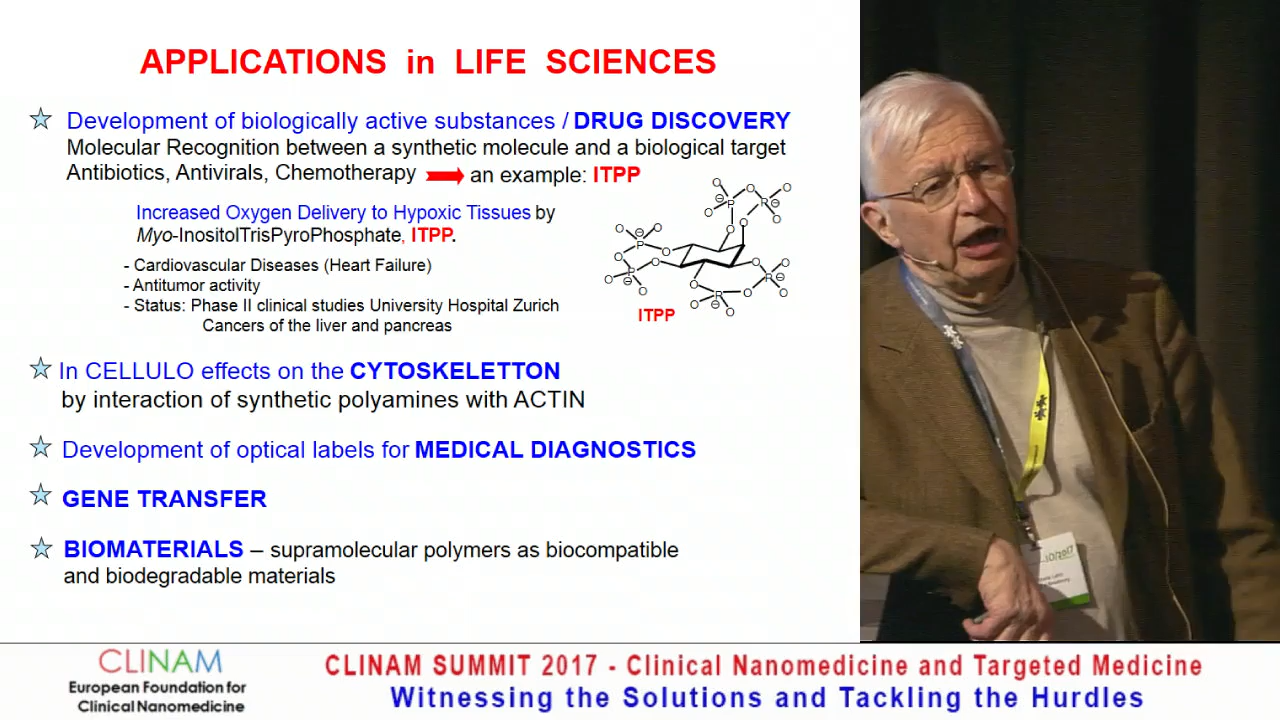 APPLICATIONS in LIFE SCIENCES
Development of biologically active substances / DRUG DISCOVERY
Molecular Recognition between a synthetic molecule and a biological target
Antibiotics, Antivirals, Chemotherapy an example: ITPP
Increased Oxygen Delivery to Hypoxic Tissues by
Myo-InositolTrisPyroPhosphate, ITPP.
- Cardiovascular Diseases (Heart Failure)
- Antitumor activity
- Status: Phase II clinical studies University Hospital Zurich
Cancers of the liver and pancreas
ITPP
In CELLULO effects on the CYTOSKELETTON
by interaction of synthetic polyamines with ACTIN
Development of optical labels for MEDICAL DIAGNOSTICS
GENE TRANSFER
BIOMATERIALS – supramolecular polymers as biocompatible
and biodegradable materials
CLINAM
European Foundation for
Clinical Nanomedicine
CLINAM SUMMIT 2017 - Clinical Nanomedicine and Targeted Medicine
Witnessing the Solutions and Tackling the Hurdles